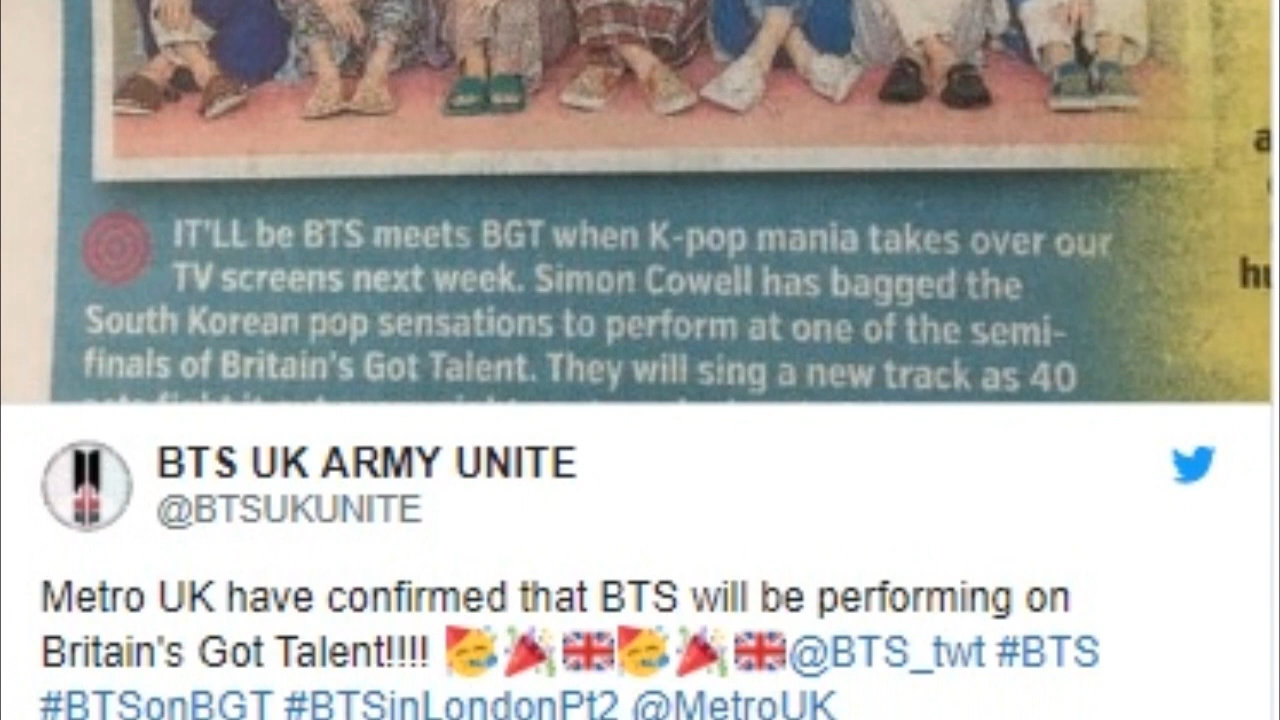 IT'LL be BTS meets BGT when K-pop mania takes over our
TV screens next week. Simon Cowell has bagged the
South Korean pop sensations to perform at one of the semi-
finals of Britain's Got Talent. They will sing a new track as 40
BTS UK ARMY UNITE
@BTSUKUNITE
Metro UK have confirmed that BTS will be performing on
Britain's Got Talent!!!! 🥳🎉🇬🇧🥳🎉🇬🇧@BTS_twt #BTS
#BTSonBGT #BTSinLondonPt2 @MetroUK